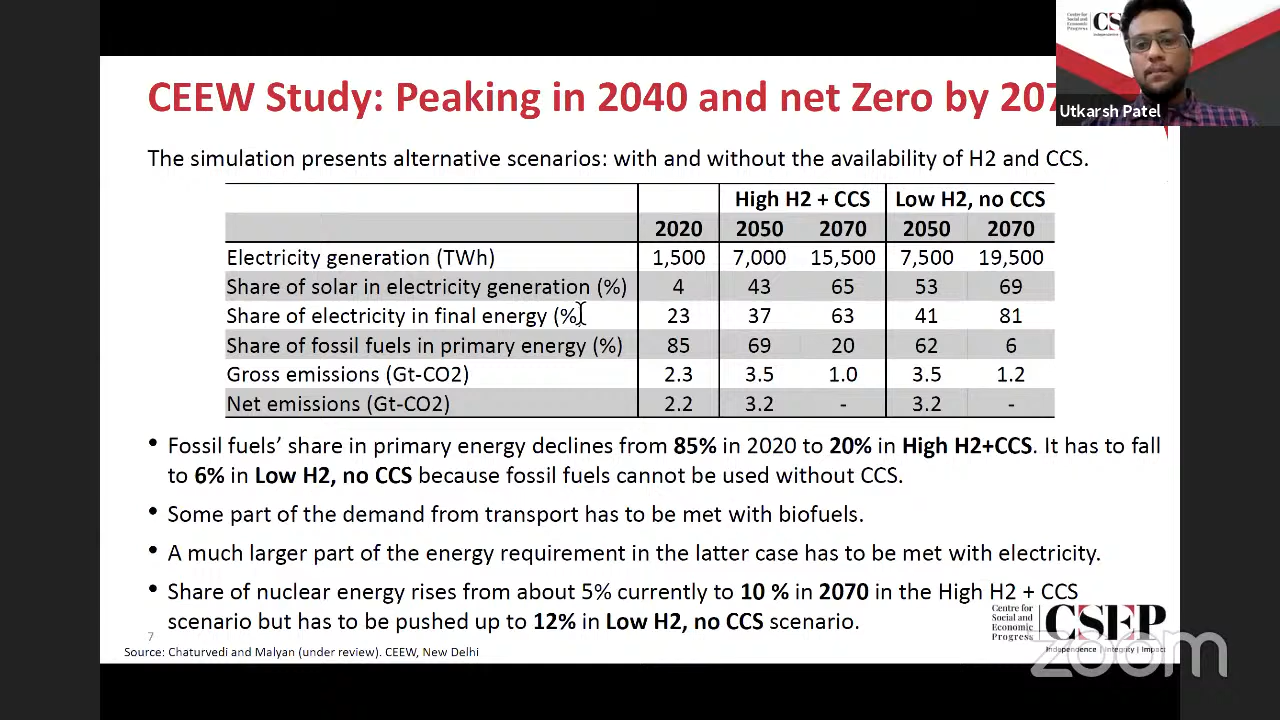 CEEW Study: Peaking in 2040 and net Zero by 207
Centre for
Social and
Economic
Progress
CS
Utkarsh Patel
The simulation presents alternative scenarios: with and without the availability of H2 and CCS.
High H2 + CCS Low H2, no CCS
2020 2050 2070 2050 2070
Electricity generation (TWh) 1,500 7,000 15,500 7,500 19,500
Share of solar in electricity generation (%) 4 43 65 53 69
Share of electricity in final energy (%) 23 37 63 41 81
Share of fossil fuels in primary energy (%) 85 69 20 62 6
Gross emissions (Gt-CO2) 2.3 3.5 1.0 3.5 1.2
Net emissions (Gt-CO2) 2.2 3.2 - 3.2 -
• Fossil fuels’ share in primary energy declines from 85% in 2020 to 20% in High H2+CCS. It has to fall
to 6% in Low H2, no CCS because fossil fuels cannot be used without CCS.
• Some part of the demand from transport has to be met with biofuels.
• A much larger part of the energy requirement in the latter case has to be met with electricity.
• Share of nuclear energy rises from about 5% currently to 10 % in 2070 in the High H2 + CCS
scenario but has to be pushed up to 12% in Low H2, no CCS scenario.
7
Source: Chaturvedi and Malyan (under review). CEEW, New Delhi
Centre for
Social and
Economic
Progress
CSEP
Independence | Integrity | Impact
zoom